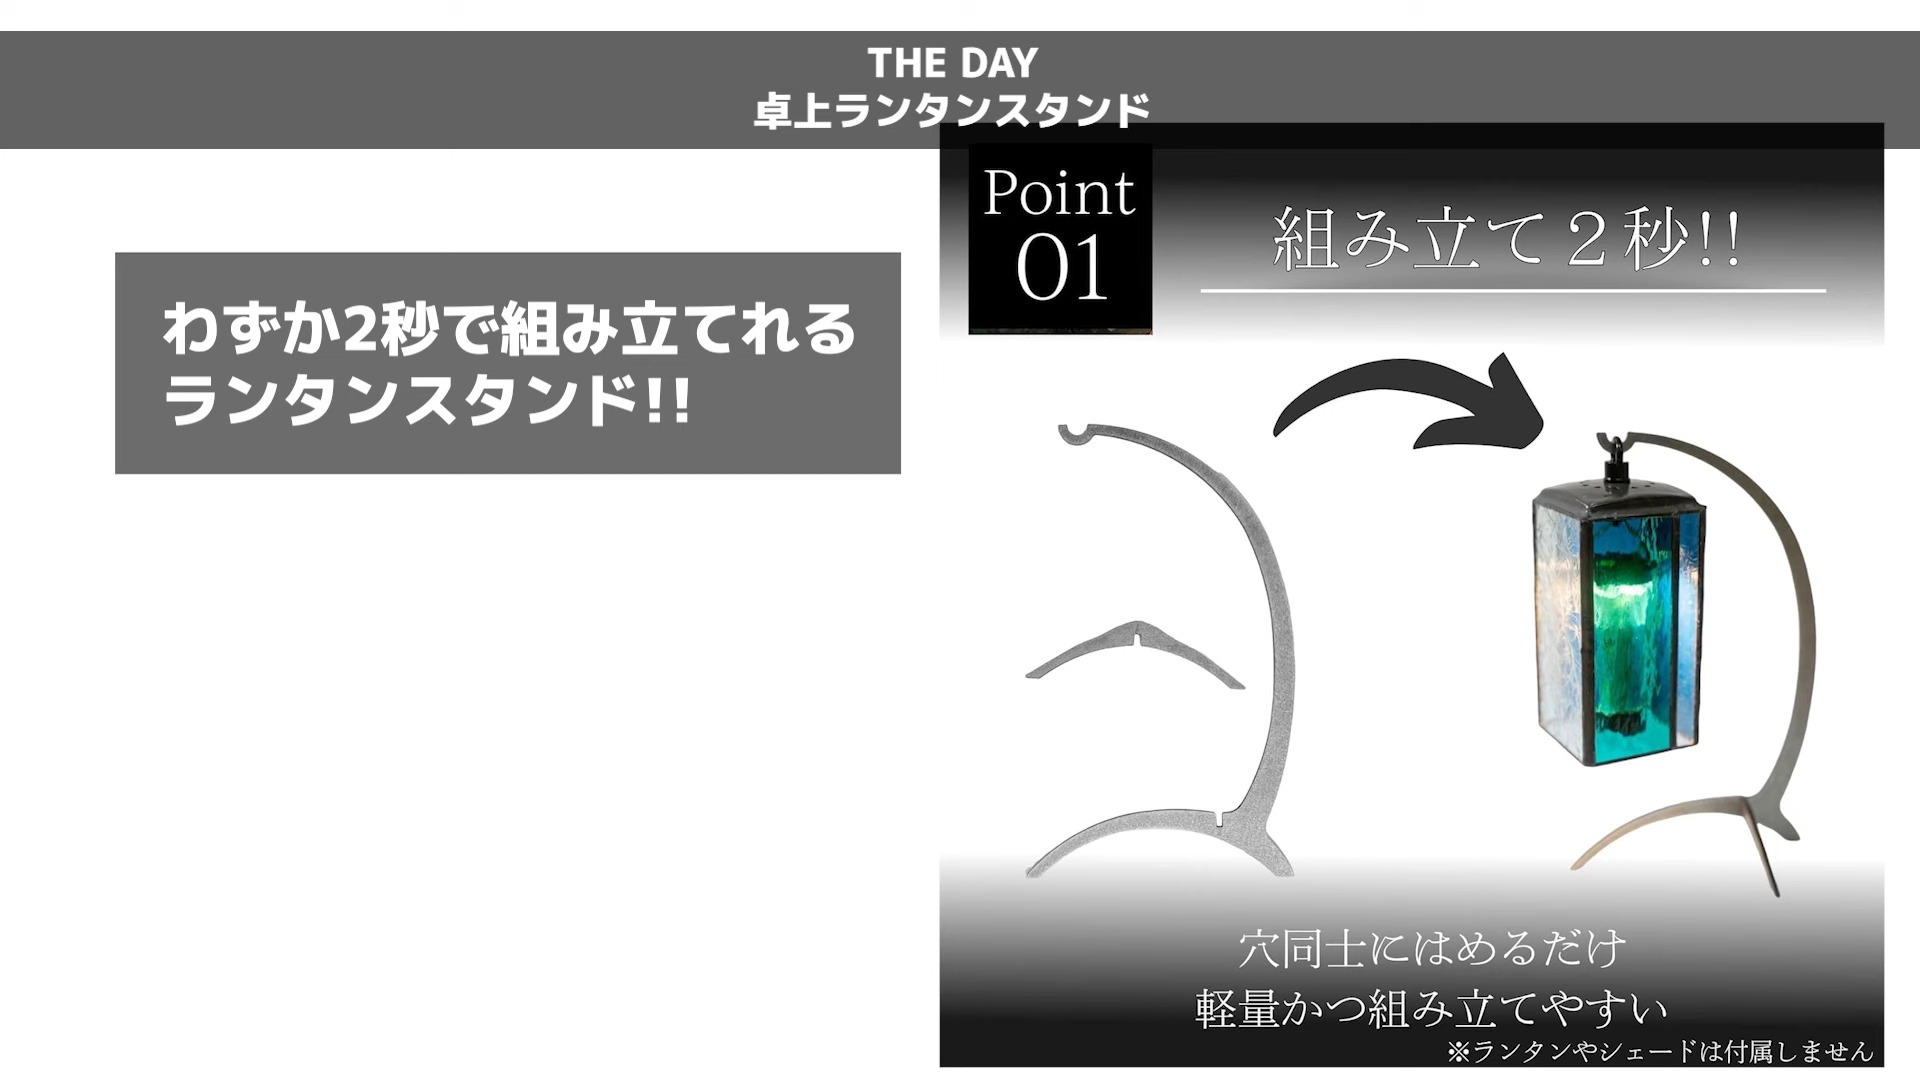 THE DAY
卓上ランタンスタンド
わずか2秒で組み立てれる
ランタンスタンド!!
Point
01
組み立て２秒!!
穴同士にはめるだけ
軽量かつ組み立てやすい
※ランタンやシェードは付属しません